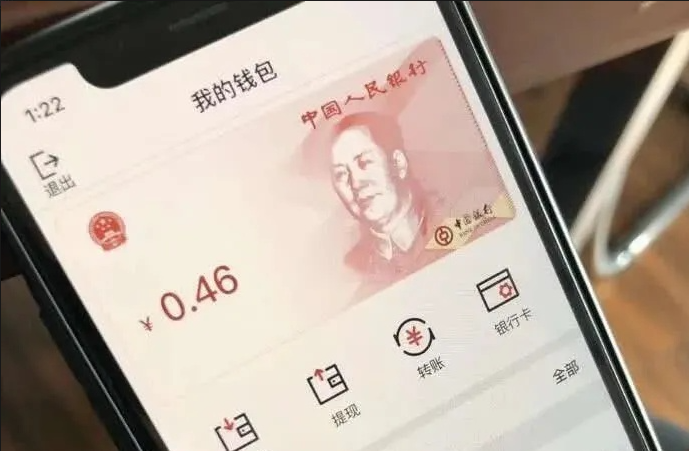 1:22
我的钱包
退出
中国人民银行
中国银行
¥ 0.46
提现
转账
银行卡
全部